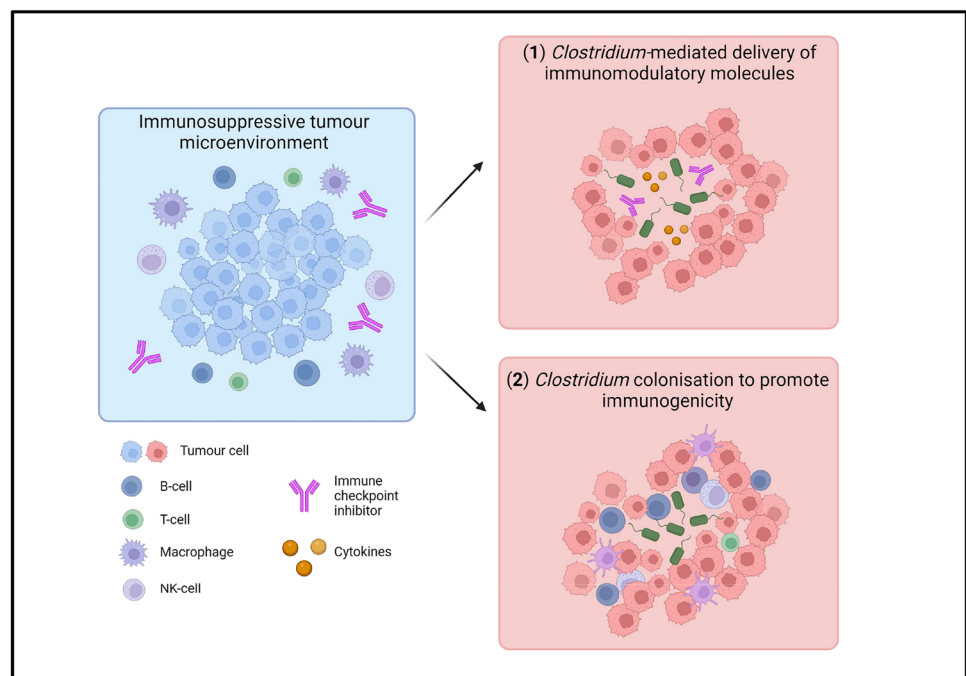 (1) Clostridium-mediated delivery of
immunomodulatory molecules
Immunosuppressive tumour
microenvironment
(2) Clostridium colonisation to promote
immunogenicity
Tumour cell
B-cell
T-cell
Macrophage
NK-cell
Immune
checkpoint
inhibitor
Cytokines